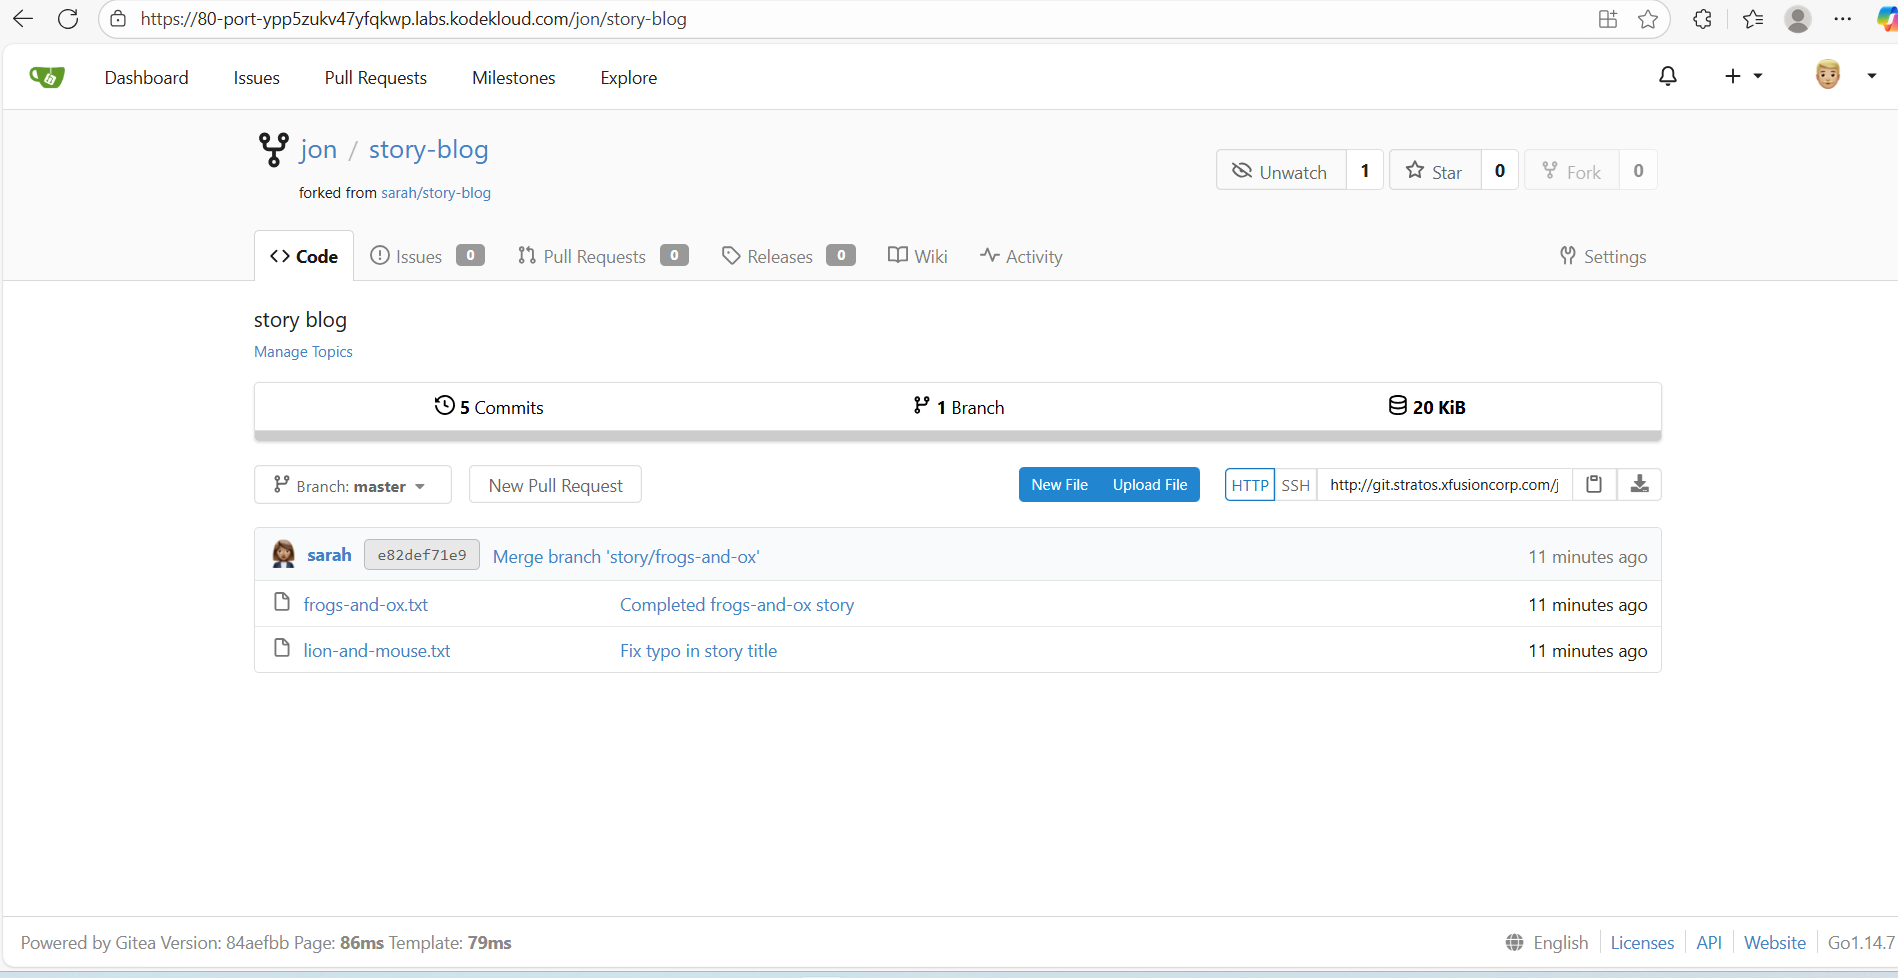 https://80-port-ypp5zukv47yfqkwp.labs.kodekloud.com/jon/story-blog
Dashboard Issues Pull Requests Milestones Explore
jon / story-blog
forked from sarah/story-blog
Unwatch 1 Star 0 Fork 0
Code Issues 0 Pull Requests 0 Releases 0 Wiki Activity Settings
story blog
Manage Topics
5 Commits 1 Branch 20 KiB
Branch: master New Pull Request New File Upload File HTTP SSH http://git.stratos.xfusioncorp.com/j
sarah e82def71e9 Merge branch 'story/frogs-and-ox' 11 minutes ago
frogs-and-ox.txt Completed frogs-and-ox story 11 minutes ago
lion-and-mouse.txt Fix typo in story title 11 minutes ago
Powered by Gitea Version: 84aefbb Page: 86ms Template: 79ms English Licenses API Website Go1.14.7